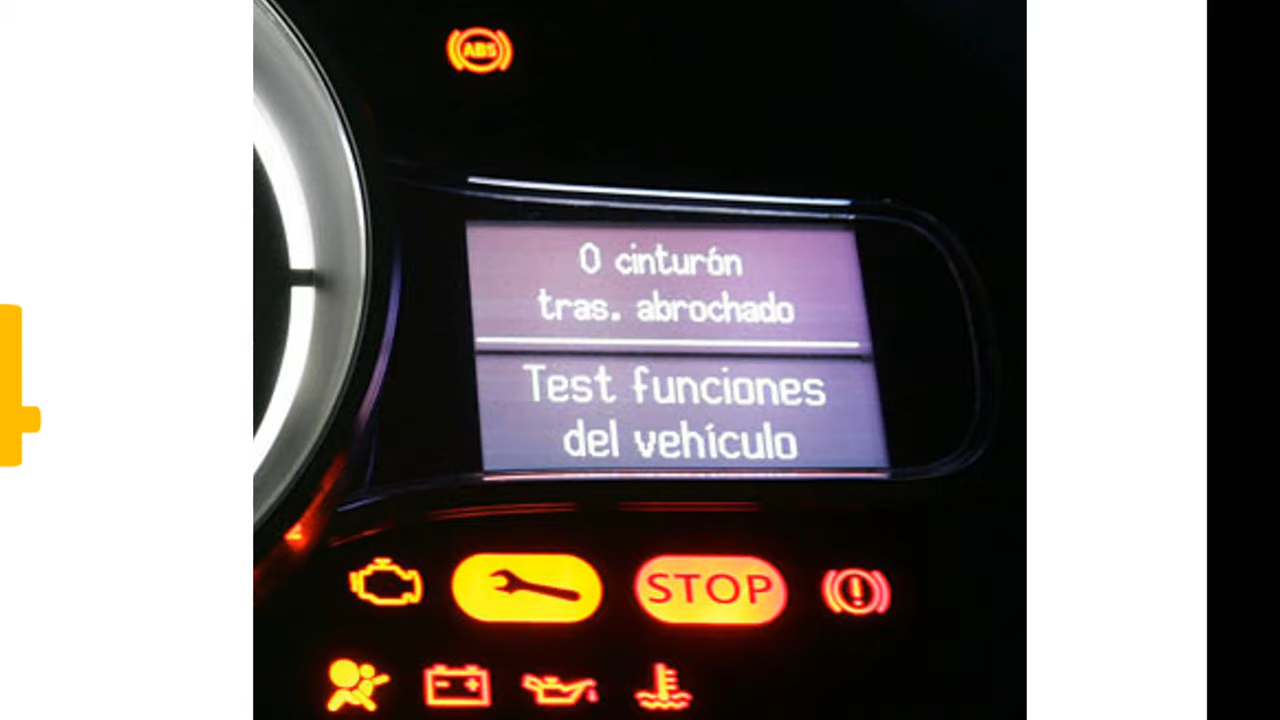 ABS
0 cinturón
tras. abrochado
Test funciones
del vehículo
STOP